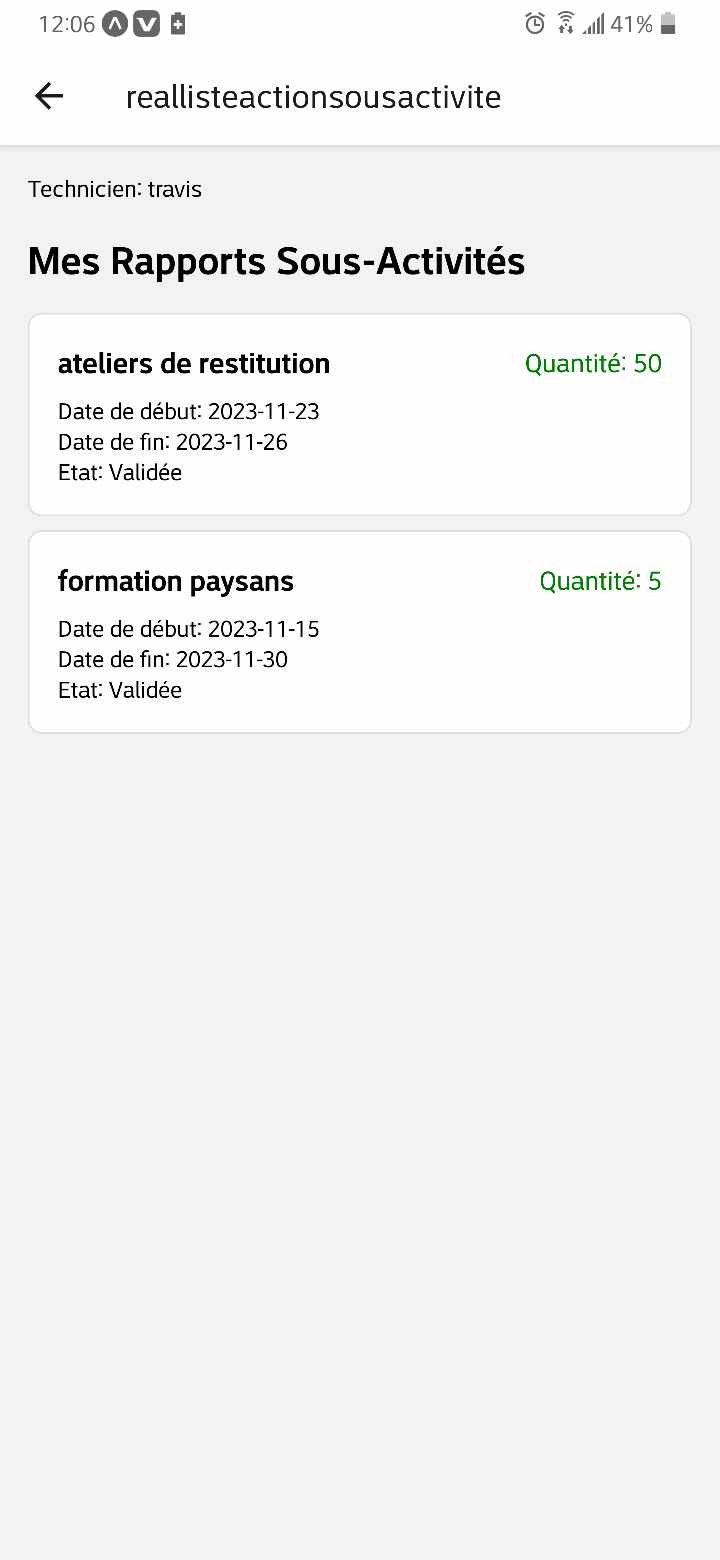 12:06
41%
reallisteactionsousactivite
Technicien: travis
Mes Rapports Sous-Activités
ateliers de restitution
Quantité: 50
Date de début: 2023-11-23
Date de fin: 2023-11-26
Etat: Validée
formation paysans
Quantité: 5
Date de début: 2023-11-15
Date de fin: 2023-11-30
Etat: Validée